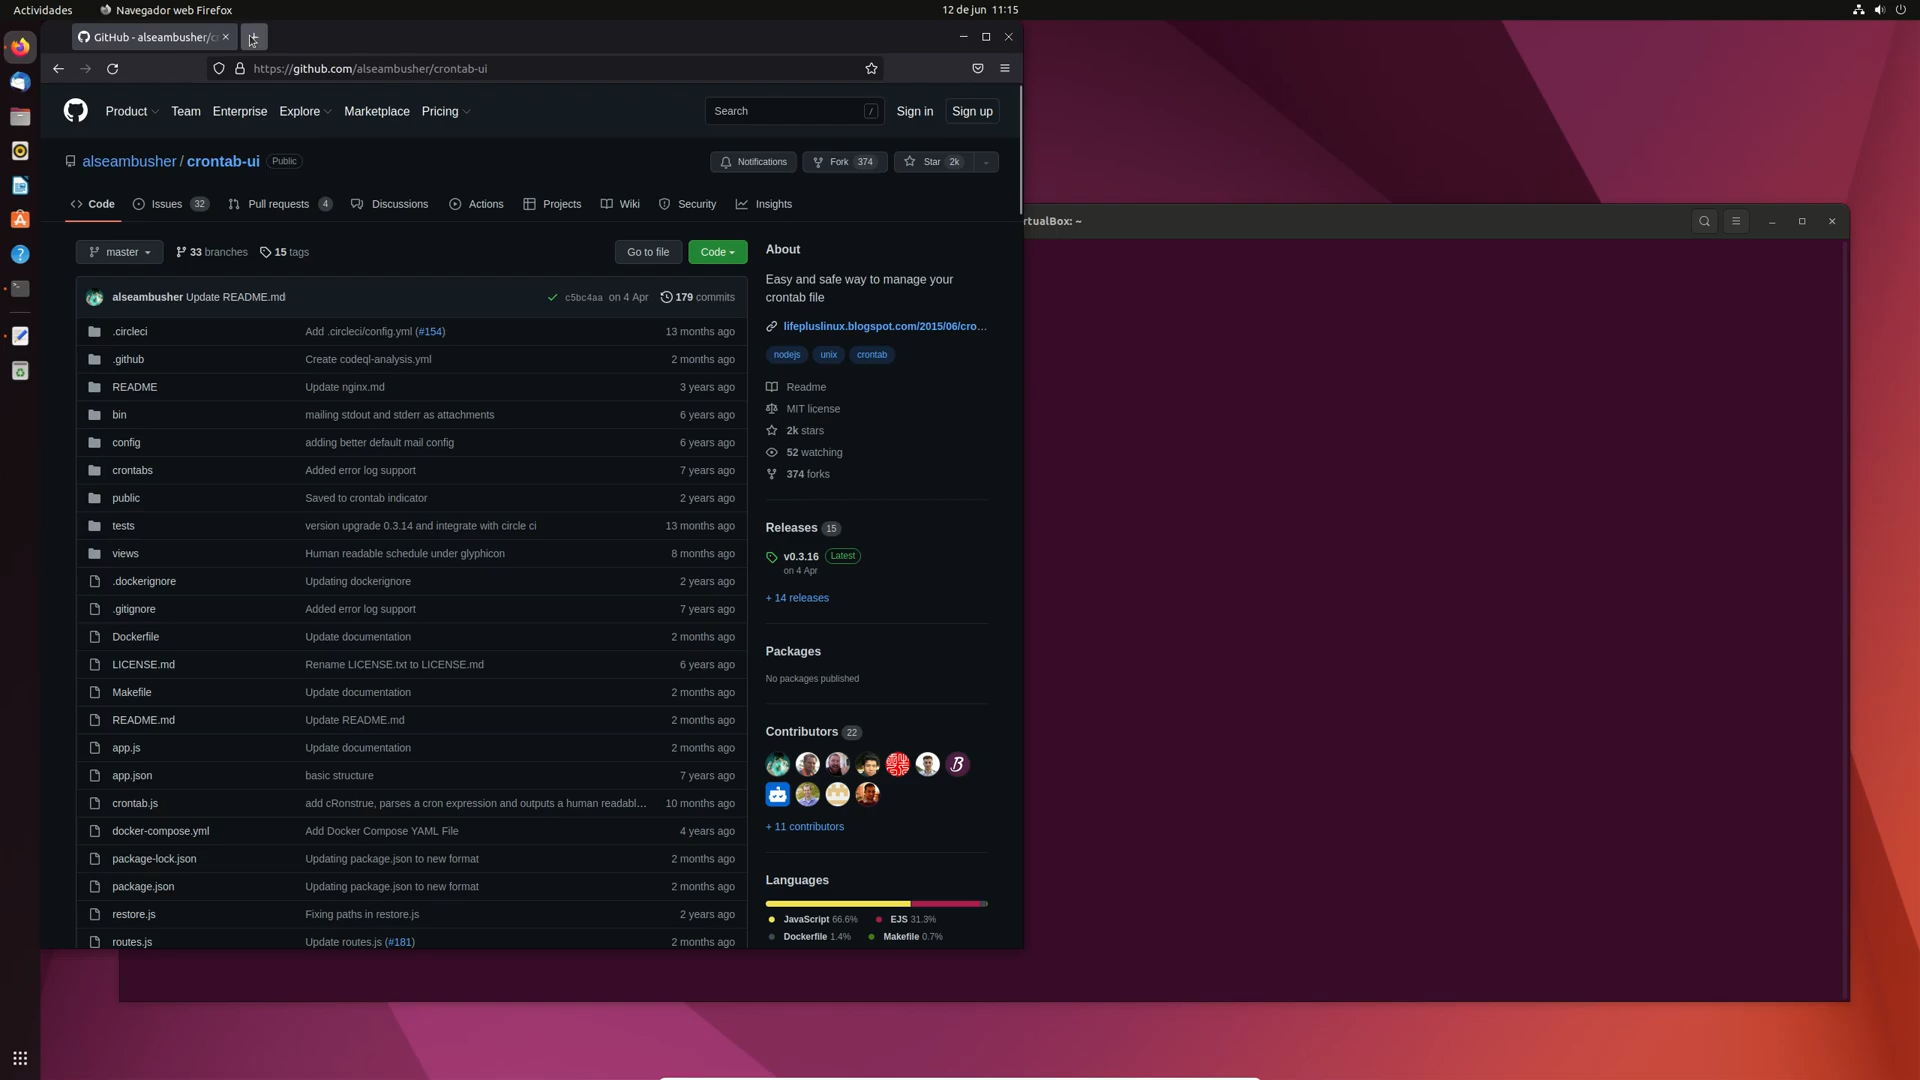 Actividades Navegador web Firefox 12 de jun 11:15
GitHub - alseambusher/c
https://github.com/alseambusher/crontab-ui
Product Team Enterprise Explore Marketplace Pricing Search / Sign in Sign up
alseambusher / crontab-ui Public Notifications Fork 374 Star 2k
Code Issues 32 Pull requests 4 Discussions Actions Projects Wiki Security Insights
rtualBox: ~
master 33 branches 15 tags Go to file Code
alseambusher Update README.md c5bc4aa on 4 Apr 179 commits
.circleci Add .circleci/config.yml (#154) 13 months ago
.github Create codeql-analysis.yml 2 months ago
README Update nginx.md 3 years ago
bin mailing stdout and stderr as attachments 6 years ago
config adding better default mail config 6 years ago
crontabs Added error log support 7 years ago
public Saved to crontab indicator 2 years ago
tests version upgrade 0.3.14 and integrate with circle ci 13 months ago
views Human readable schedule under glyphicon 8 months ago
.dockerignore Updating dockerignore 2 years ago
.gitignore Added error log support 7 years ago
Dockerfile Update documentation 2 months ago
LICENSE.md Rename LICENSE.txt to LICENSE.md 6 years ago
Makefile Update documentation 2 months ago
README.md Update README.md 2 months ago
app.js Update documentation 2 months ago
app.json basic structure 7 years ago
crontab.js add cRonstrue, parses a cron expression and outputs a human readabl... 10 months ago
docker-compose.yml Add Docker Compose YAML File 4 years ago
package-lock.json Updating package.json to new format 2 months ago
package.json Updating package.json to new format 2 months ago
restore.js Fixing paths in restore.js 2 years ago
routes.js Update routes.js (#181) 2 months ago
About
Easy and safe way to manage your
crontab file
lifepluslinux.blogspot.com/2015/06/cro...
nodejs unix crontab
Readme
MIT license
2k stars
52 watching
374 forks
Releases 15
v0.3.16 Latest
on 4 Apr
+ 14 releases
Packages
No packages published
Contributors 22
B
+ 11 contributors
Languages
JavaScript 66.6% EJS 31.3%
Dockerfile 1.4% Makefile 0.7%